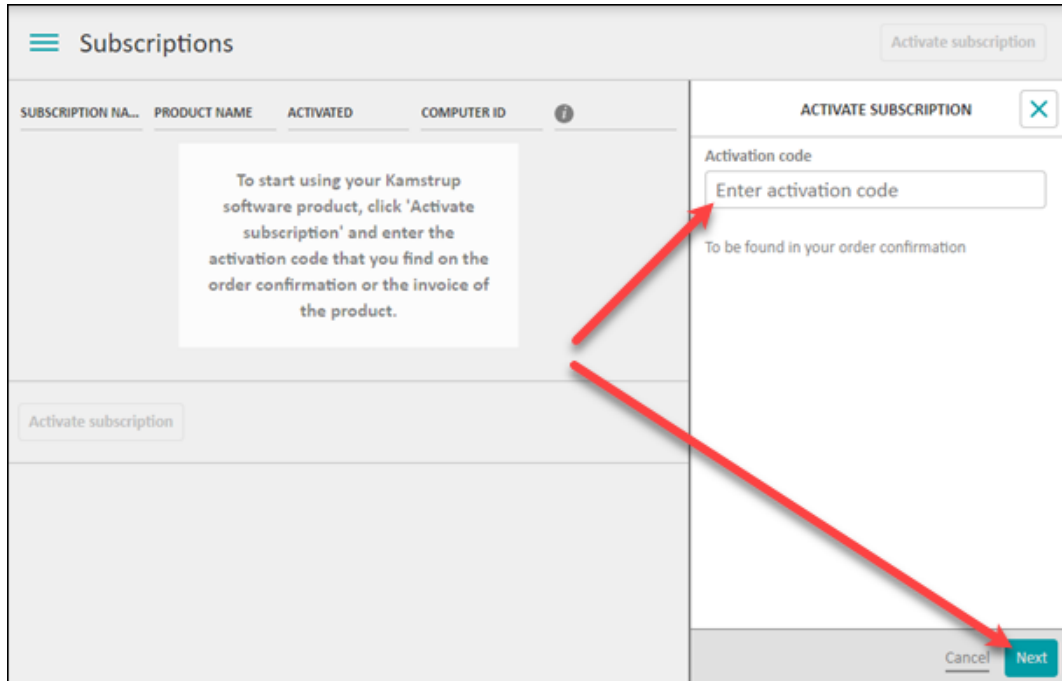 Subscriptions
Activate subscription
SUBSCRIPTION NA... PRODUCT NAME ACTIVATED COMPUTER ID
To start using your Kamstrup
software product, click 'Activate
subscription' and enter the
activation code that you find on the
order confirmation or the invoice of
the product.
Activate subscription
ACTIVATE SUBSCRIPTION
Activation code
Enter activation code
To be found in your order confirmation
Cancel Next